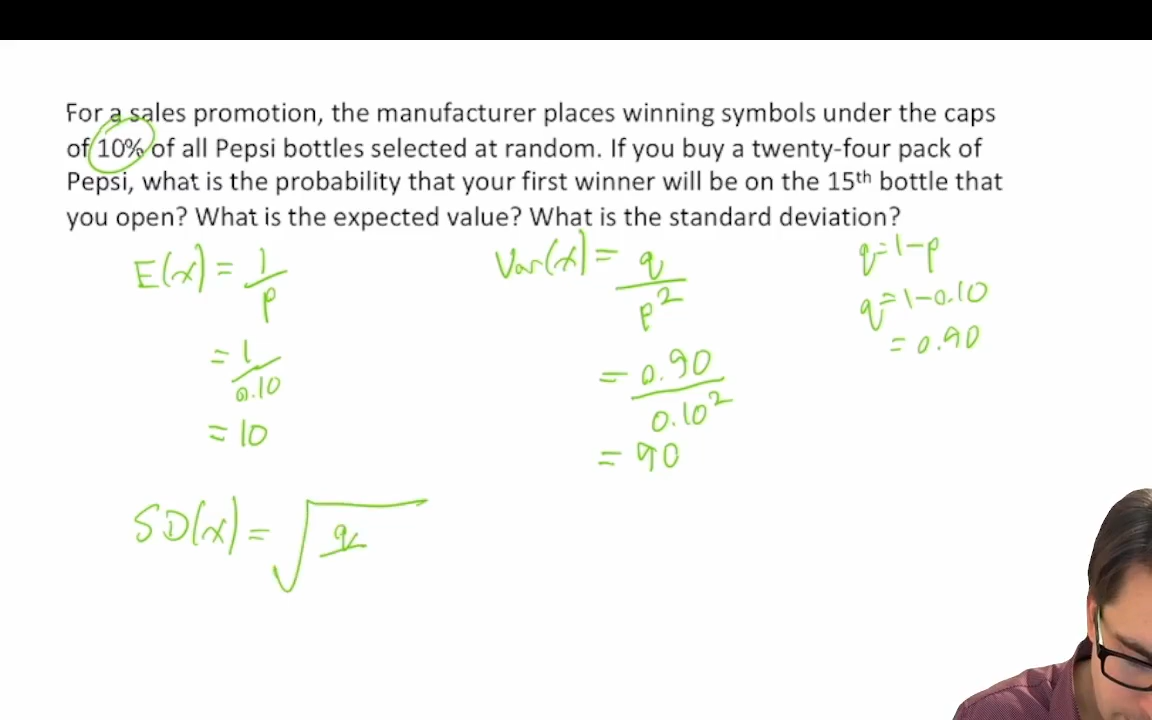 For a sales promotion, the manufacturer places winning symbols under the caps
of 10% of all Pepsi bottles selected at random. If you buy a twenty-four pack of
Pepsi, what is the probability that your first winner will be on the 15th bottle that
you open? What is the expected value? What is the standard deviation?
E(x) = 1/p
= 1/0.10
= 10
Var(x) = q/p²
= 0.90/0.10²
= 90
q = 1-p
q = 1-0.10
= 0.90
SD(x) = √q